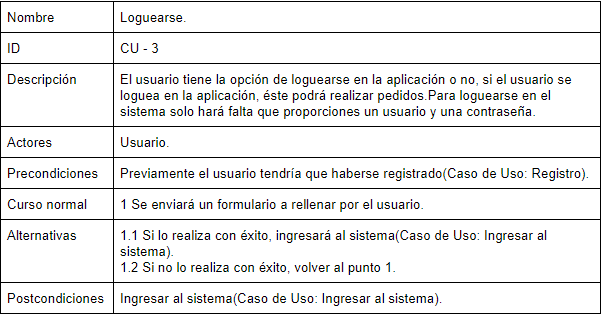 Nombre Loguearse.
ID CU - 3
Descripción El usuario tiene la opción de loguearse en la aplicación o no, si el usuario se
loguea en la aplicación, éste podrá realizar pedidos.Para loguearse en el
sistema solo hará falta que proporciones un usuario y una contraseña.
Actores Usuario.
Precondiciones Previamente el usuario tendría que haberse registrado(Caso de Uso: Registro).
Curso normal 1 Se enviará un formulario a rellenar por el usuario.
Alternativas 1.1 Si lo realiza con éxito, ingresará al sistema(Caso de Uso: Ingresar al
sistema).
1.2 Si no lo realiza con éxito, volver al punto 1.
Postcondiciones Ingresar al sistema(Caso de Uso: Ingresar al sistema).